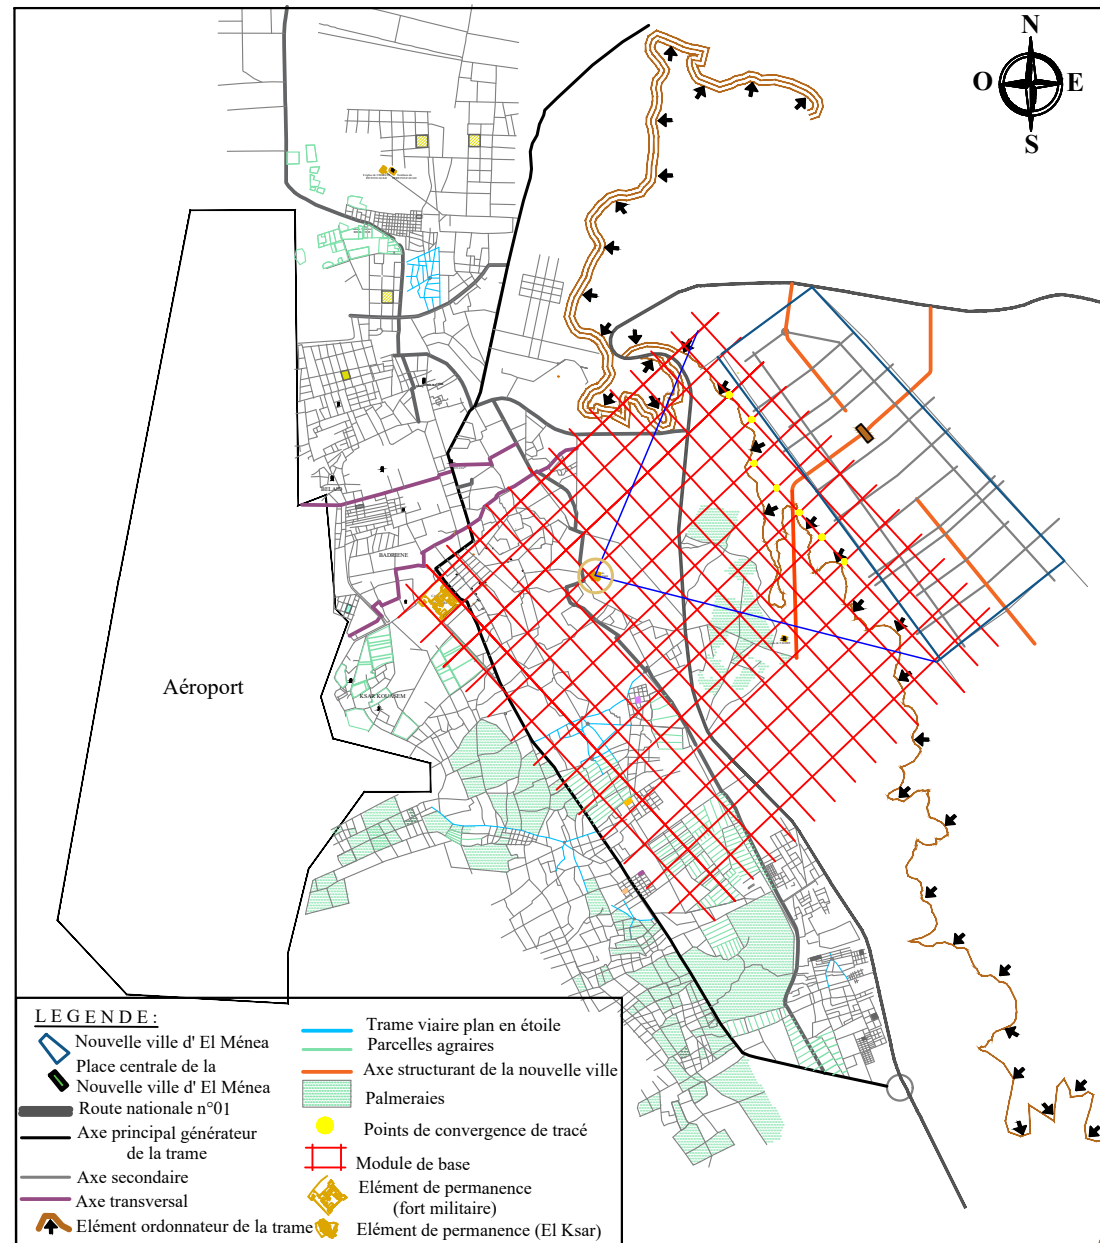 N
O
E
S
BADRIENE
Aéroport
KSAR KOUASEM
L E G E N D E :
Nouvelle ville d' El Ménea
Place centrale de la
Nouvelle ville d' El Ménea
Route nationale n°01
Axe principal générateur
de la trame
Axe secondaire
Axe transversal
Elément ordonnateur de la trame
Trame viaire plan en étoile
Parcelles agraires
Axe structurant de la nouvelle ville
Palmeraies
Points de convergence de tracé
Module de base
Elément de permanence
(fort militaire)
Elément de permanence (El Ksar)